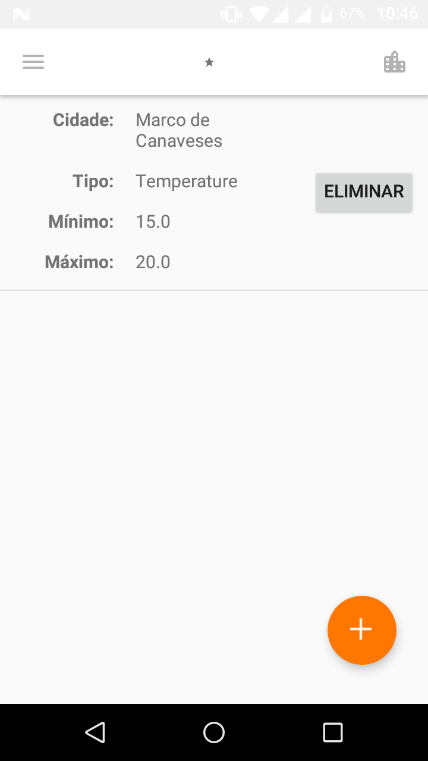 67% 10:46
Cidade: Marco de
Canaveses
Tipo: Temperature
ELIMINAR
Mínimo: 15.0
Máximo: 20.0